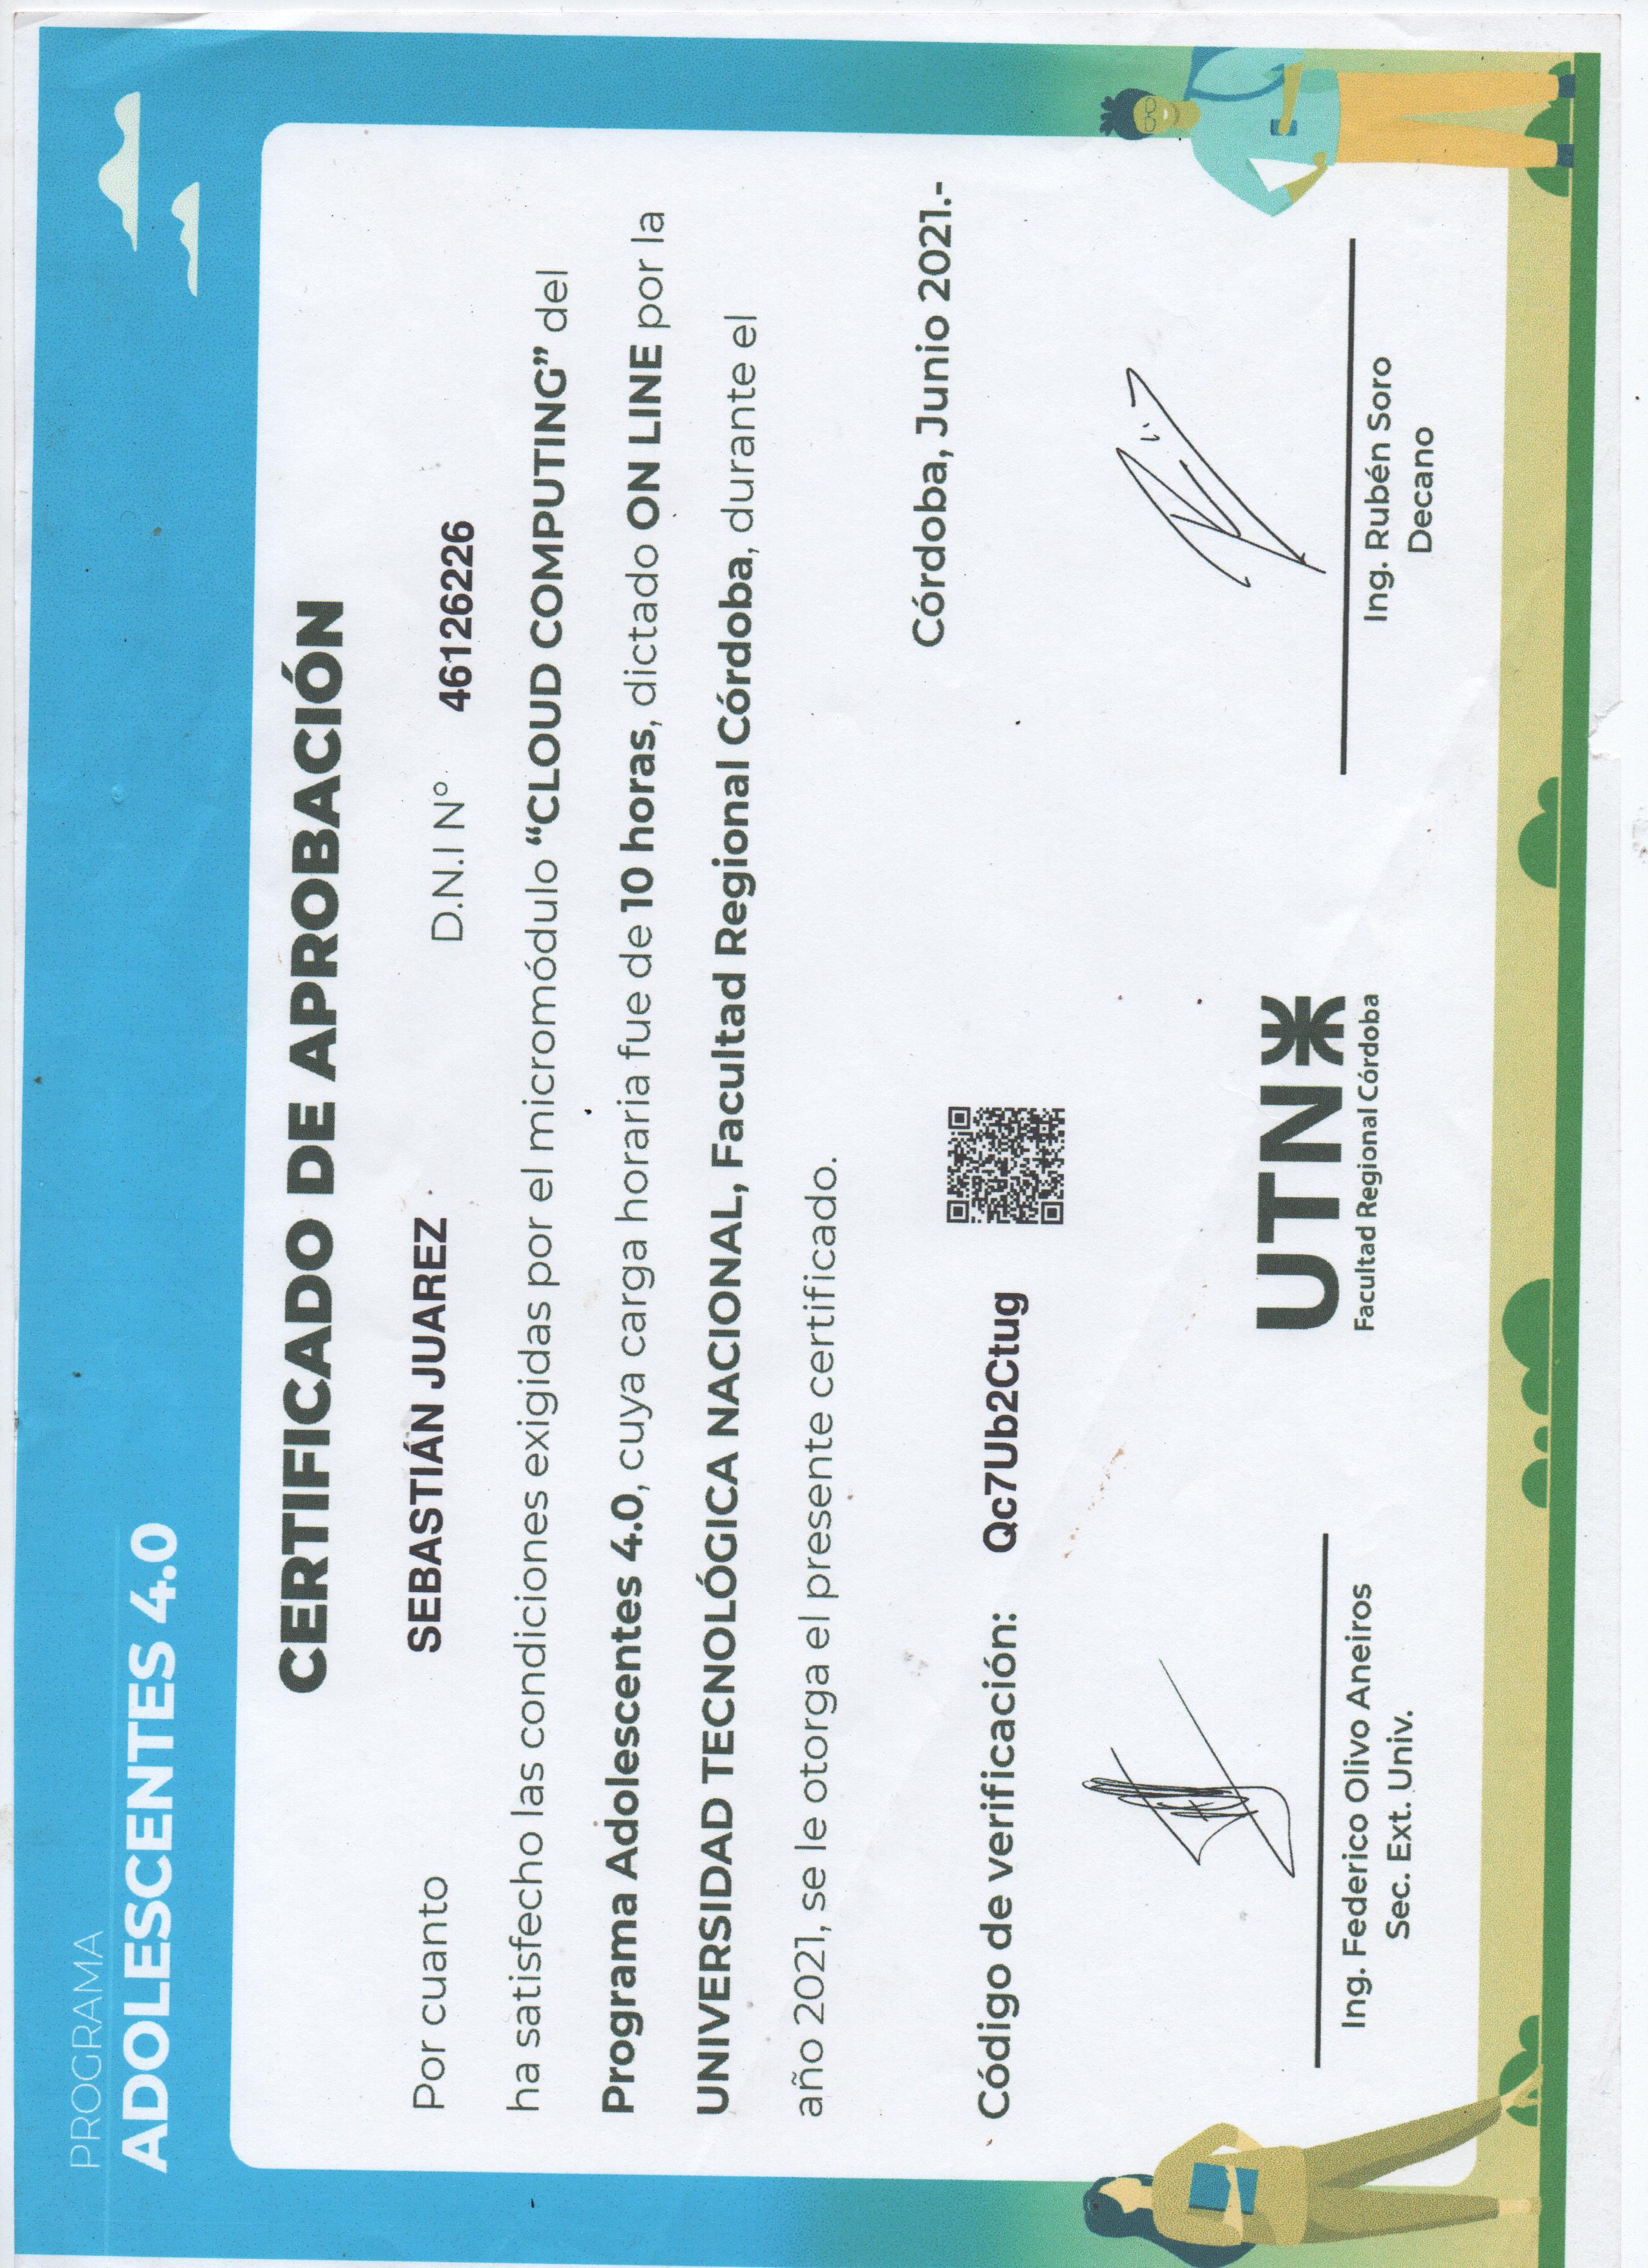 PROGRAMA
ADOLESCENTES 4.0
CERTIFICADO DE APROBACIÓN
Por cuanto SEBASTIÁN JUAREZ D.N.I Nº 46126226
ha satisfecho las condiciones exigidas por el micromódulo “CLOUD COMPUTING” del
Programa Adolescentes 4.0, cuya carga horaria fue de 10 horas, dictado ON LINE por la
UNIVERSIDAD TECNOLÓGICA NACIONAL, Facultad Regional Córdoba, durante el
año 2021, se le otorga el presente certificado.
Córdoba, Junio 2021.-
Código de verificación: Qc7Ub2Ctug
Ing. Federico Olivo Aneiros
Sec. Ext. Univ.
UTN
Facultad Regional Córdoba
Ing. Rubén Soro
Decano